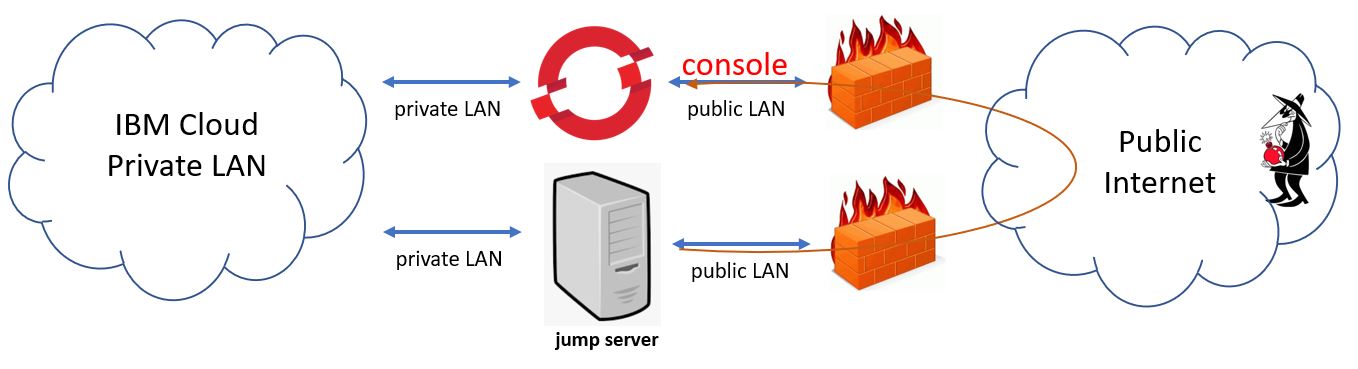 IBM Cloud
Private LAN
private LAN
console
public LAN
Public
Internet
private LAN
public LAN
jump server